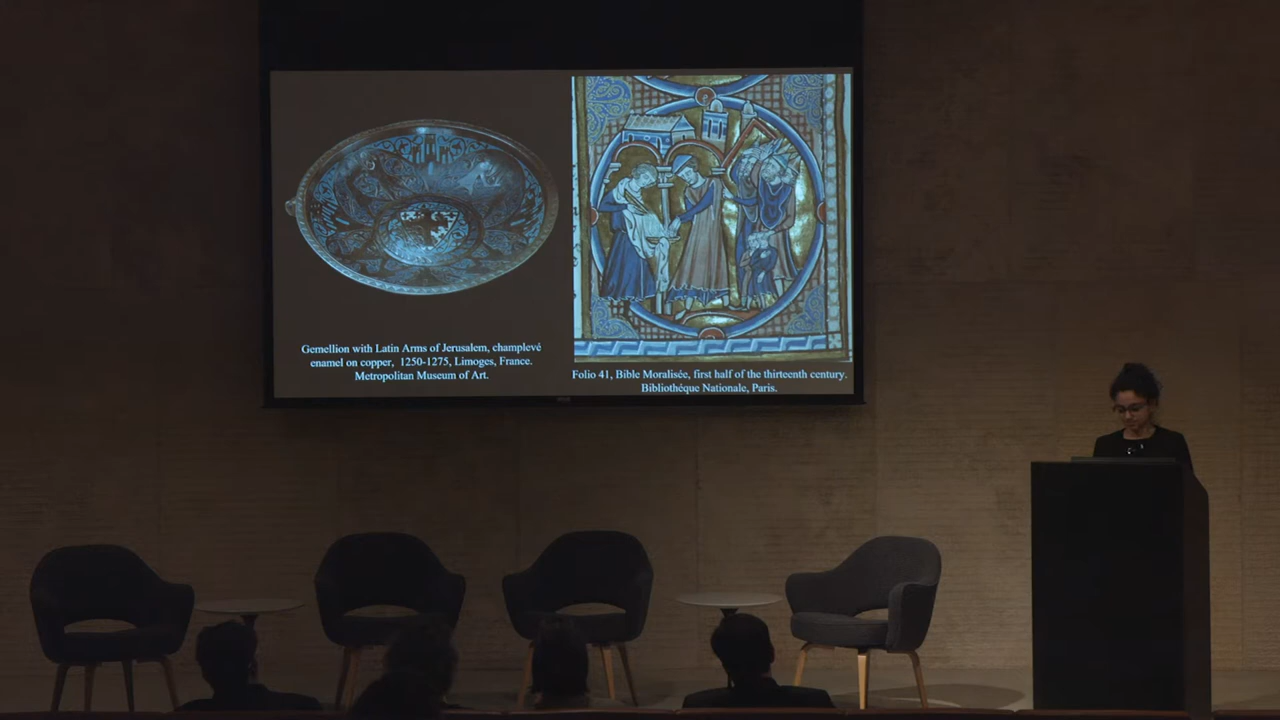 Gemellion with Latin Arms of Jerusalem, champlevé
enamel on copper, 1250-1275, Limoges, France.
Metropolitan Museum of Art.
Folio 41, Bible Moralisée, first half of the thirteenth century.
Bibliothéque Nationale, Paris.